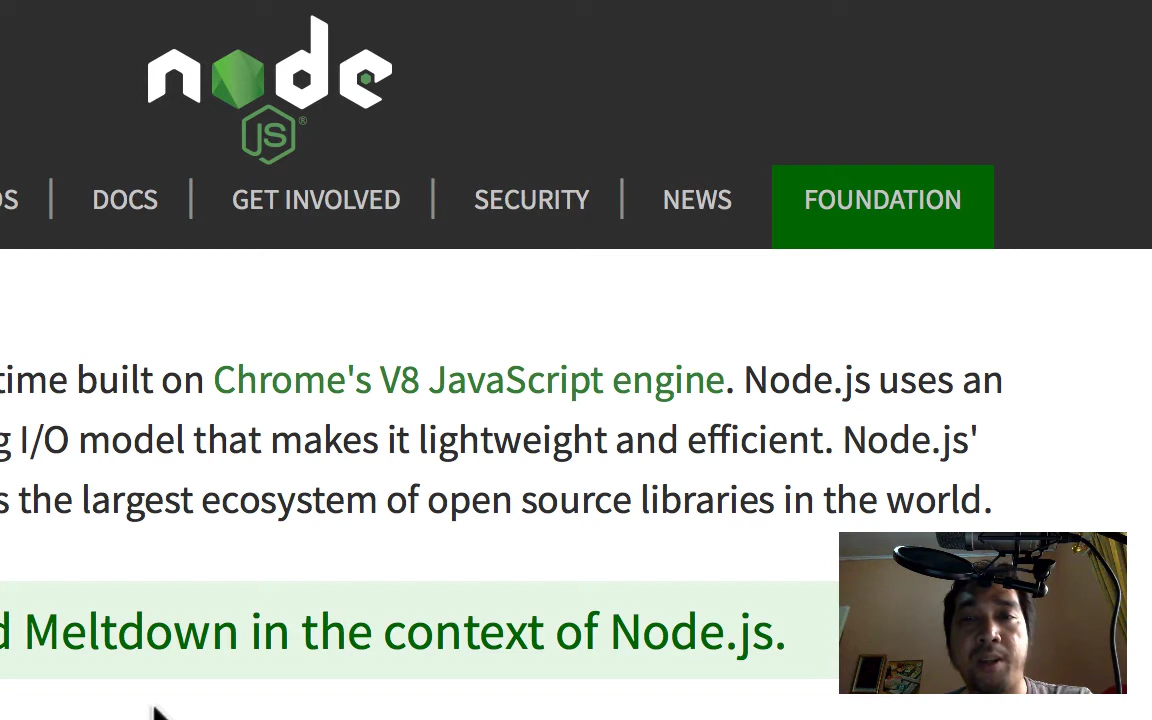 node
JS®
DOCS
GET INVOLVED
SECURITY
NEWS
FOUNDATION
built on Chrome's V8 JavaScript engine. Node.js uses an
I/O model that makes it lightweight and efficient. Node.js'
the largest ecosystem of open source libraries in the world.
Meltdown in the context of Node.js.